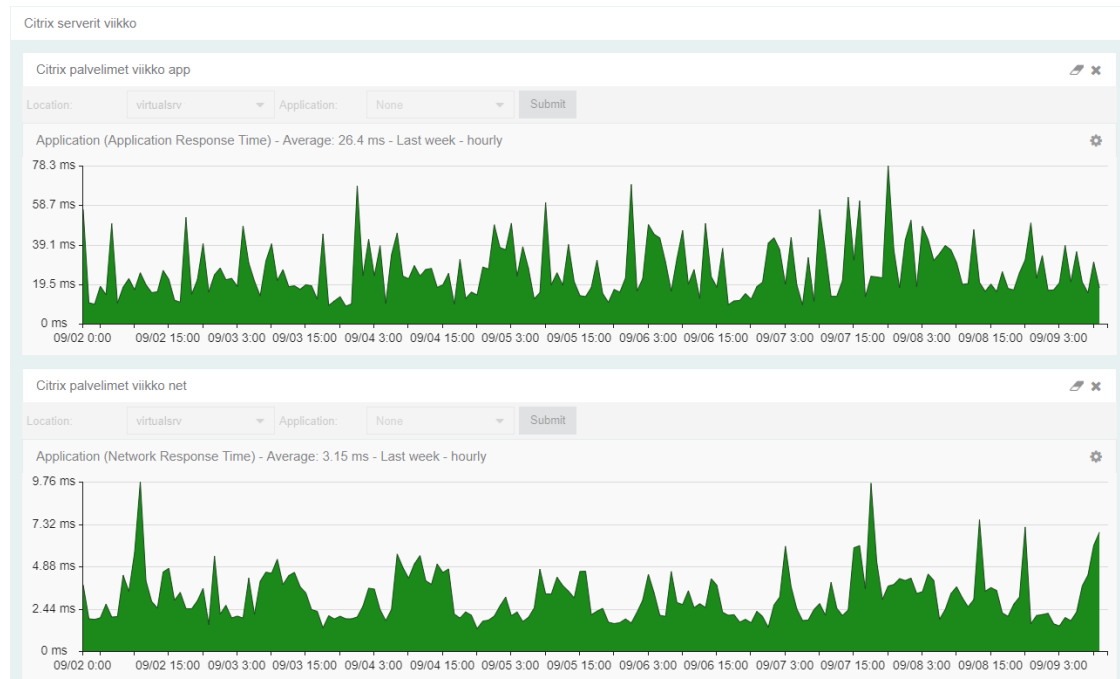 Citrix serverit viikko
Citrix palvelimet viikko app
Location: virtualsrv Application: None Submit
Application (Application Response Time) - Average: 26.4 ms - Last week - hourly
78.3 ms
58.7 ms
39.1 ms
19.5 ms
0 ms
09/02 0:00 09/02 15:00 09/03 3:00 09/03 15:00 09/04 3:00 09/04 15:00 09/05 3:00 09/05 15:00 09/06 3:00 09/06 15:00 09/07 3:00 09/07 15:00 09/08 3:00 09/08 15:00 09/09 3:00
Citrix palvelimet viikko net
Location: virtualsrv Application: None Submit
Application (Network Response Time) - Average: 3.15 ms - Last week - hourly
9.76 ms
7.32 ms
4.88 ms
2.44 ms
0 ms
09/02 0:00 09/02 15:00 09/03 3:00 09/03 15:00 09/04 3:00 09/04 15:00 09/05 3:00 09/05 15:00 09/06 3:00 09/06 15:00 09/07 3:00 09/07 15:00 09/08 3:00 09/08 15:00 09/09 3:00